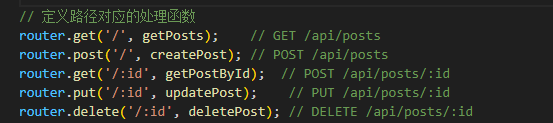 // 定义路径对应的处理函数
router.get('/', getPosts);    // GET /api/posts
router.post('/', createPost); // POST /api/posts
router.get('/:id', getPostById);  // POST /api/posts/:id
router.put('/:id', updatePost);    // PUT /api/posts/:id
router.delete('/:id', deletePost); // DELETE /api/posts/:id